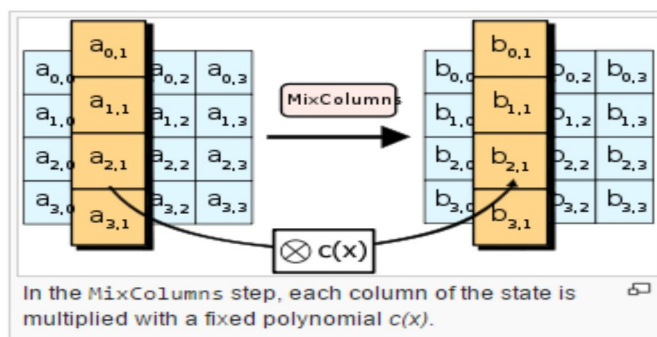 a0,1 b0,1
a0,0 a0,2 a0,3 b0,0 b0,2 b0,3
a1,1 MixColumns b1,1
a1,0 a1,2 a1,3 b1,0 b1,2 b1,3
a2,0 a2,1 a2,2 a2,3 b2,0 b2,1 b2,2 b2,3
a3,0 a3,1 a3,2 a3,3 b3,0 b3,1 b3,2 b3,3
⊗ c(x)
In the MixColumns step, each column of the state is
multiplied with a fixed polynomial c(x).